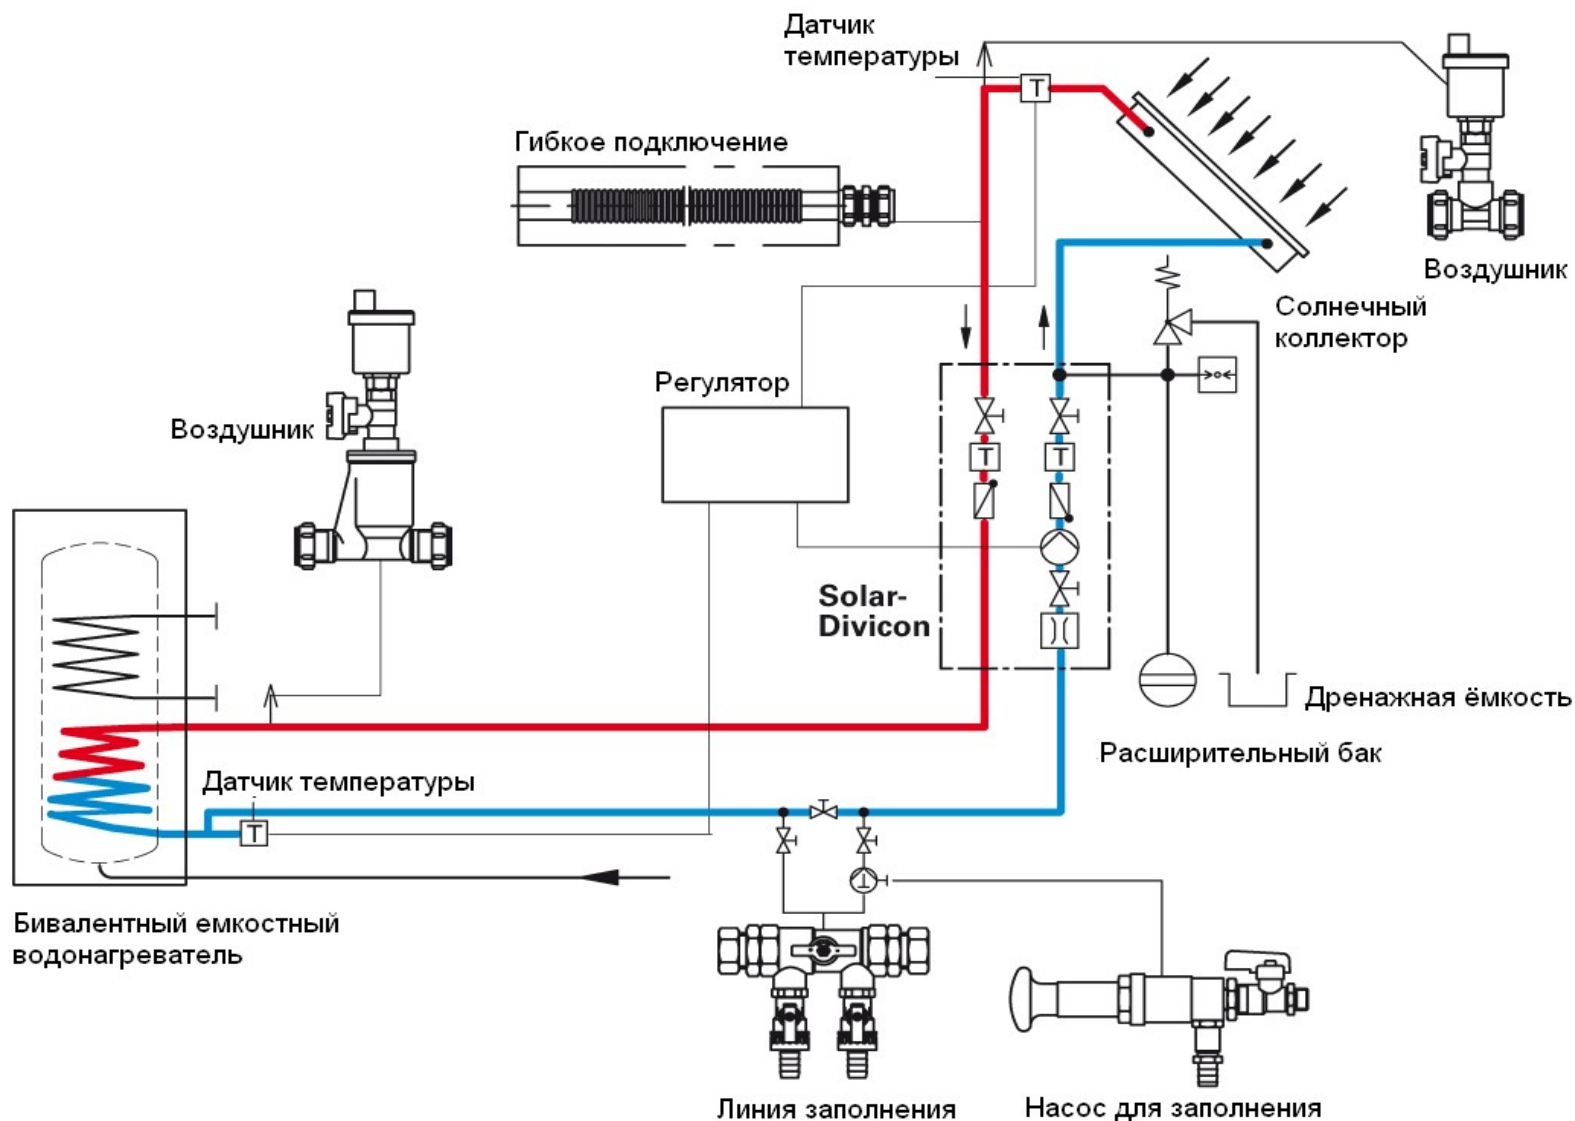 Датчик
температуры
T
Гибкое подключение
Воздушник
Солнечный
коллектор
Регулятор
Воздушник
T
T
Solar-
Divicon
Дренажная ёмкость
Расширительный бак
Датчик температуры
T
Бивалентный емкостный
водонагреватель
Линия заполнения
Насос для заполнения